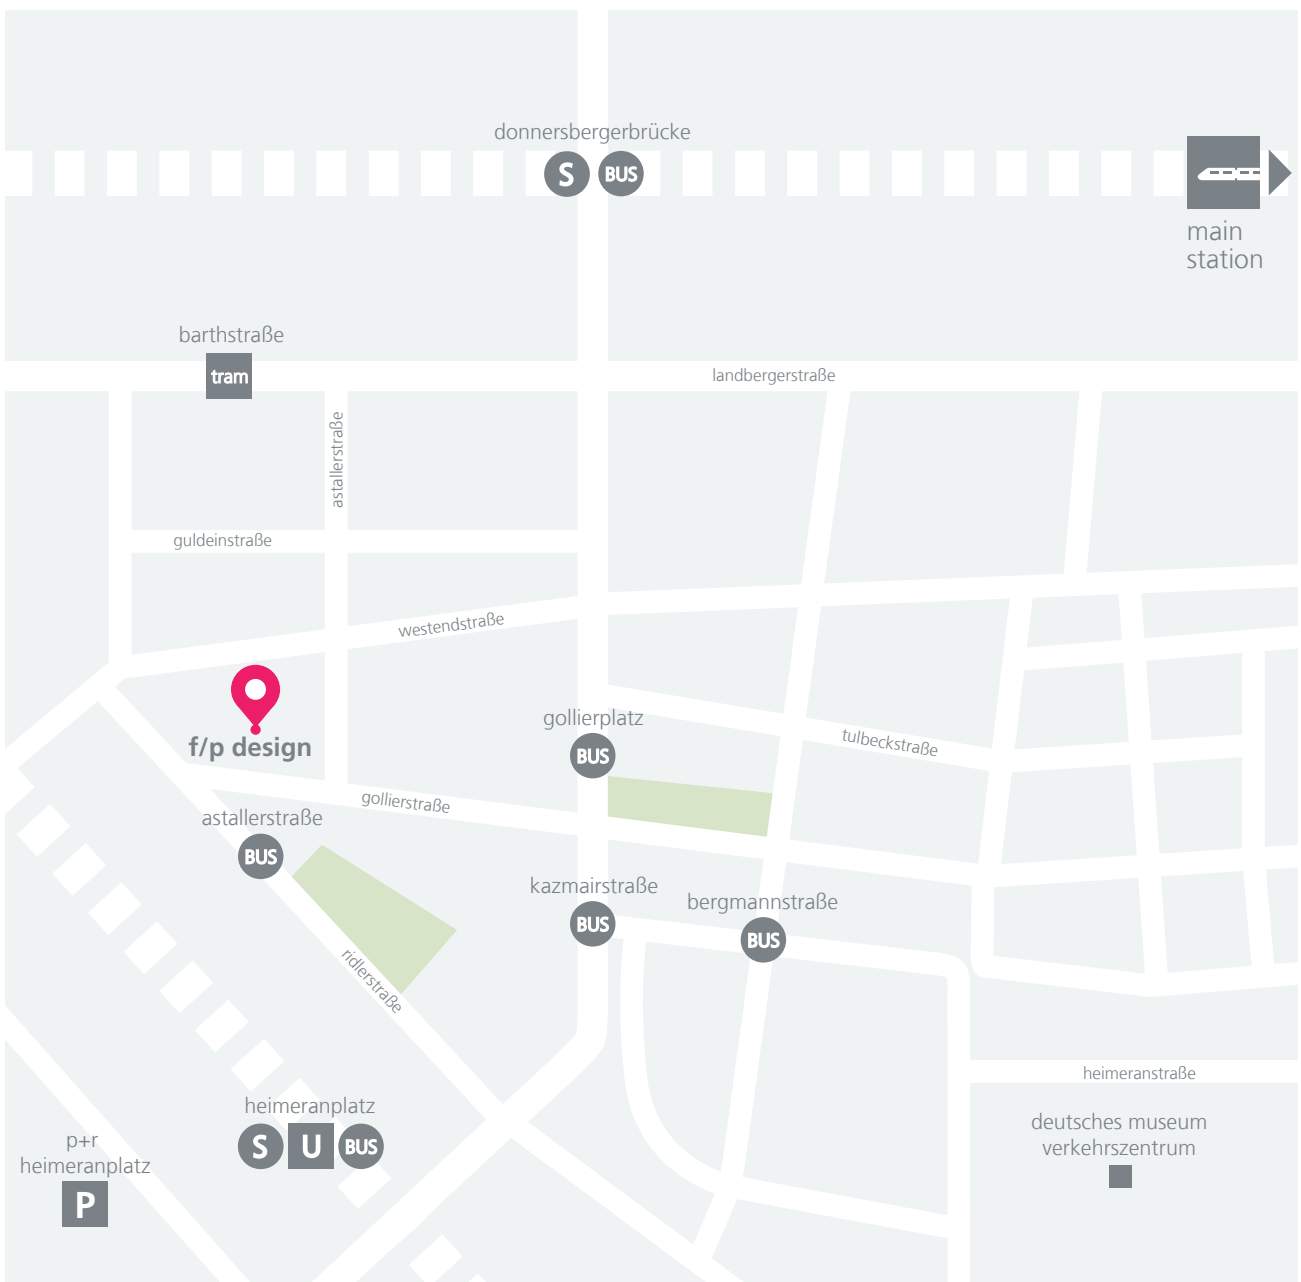 donnersbergerbrücke
S BUS
main
station
barthstraße
tram
landbergerstraße
astallerstraße
guldeinstraße
westendstraße
f/p design
gollierplatz
BUS
tulbeckstraße
gollierstraße
astallerstraße
BUS
kazmairstraße
BUS
bergmannstraße
BUS
ridlerstraße
heimeranstraße
heimeranplatz
S U BUS
deutsches museum
verkehrszentrum
p+r
heimeranplatz
P